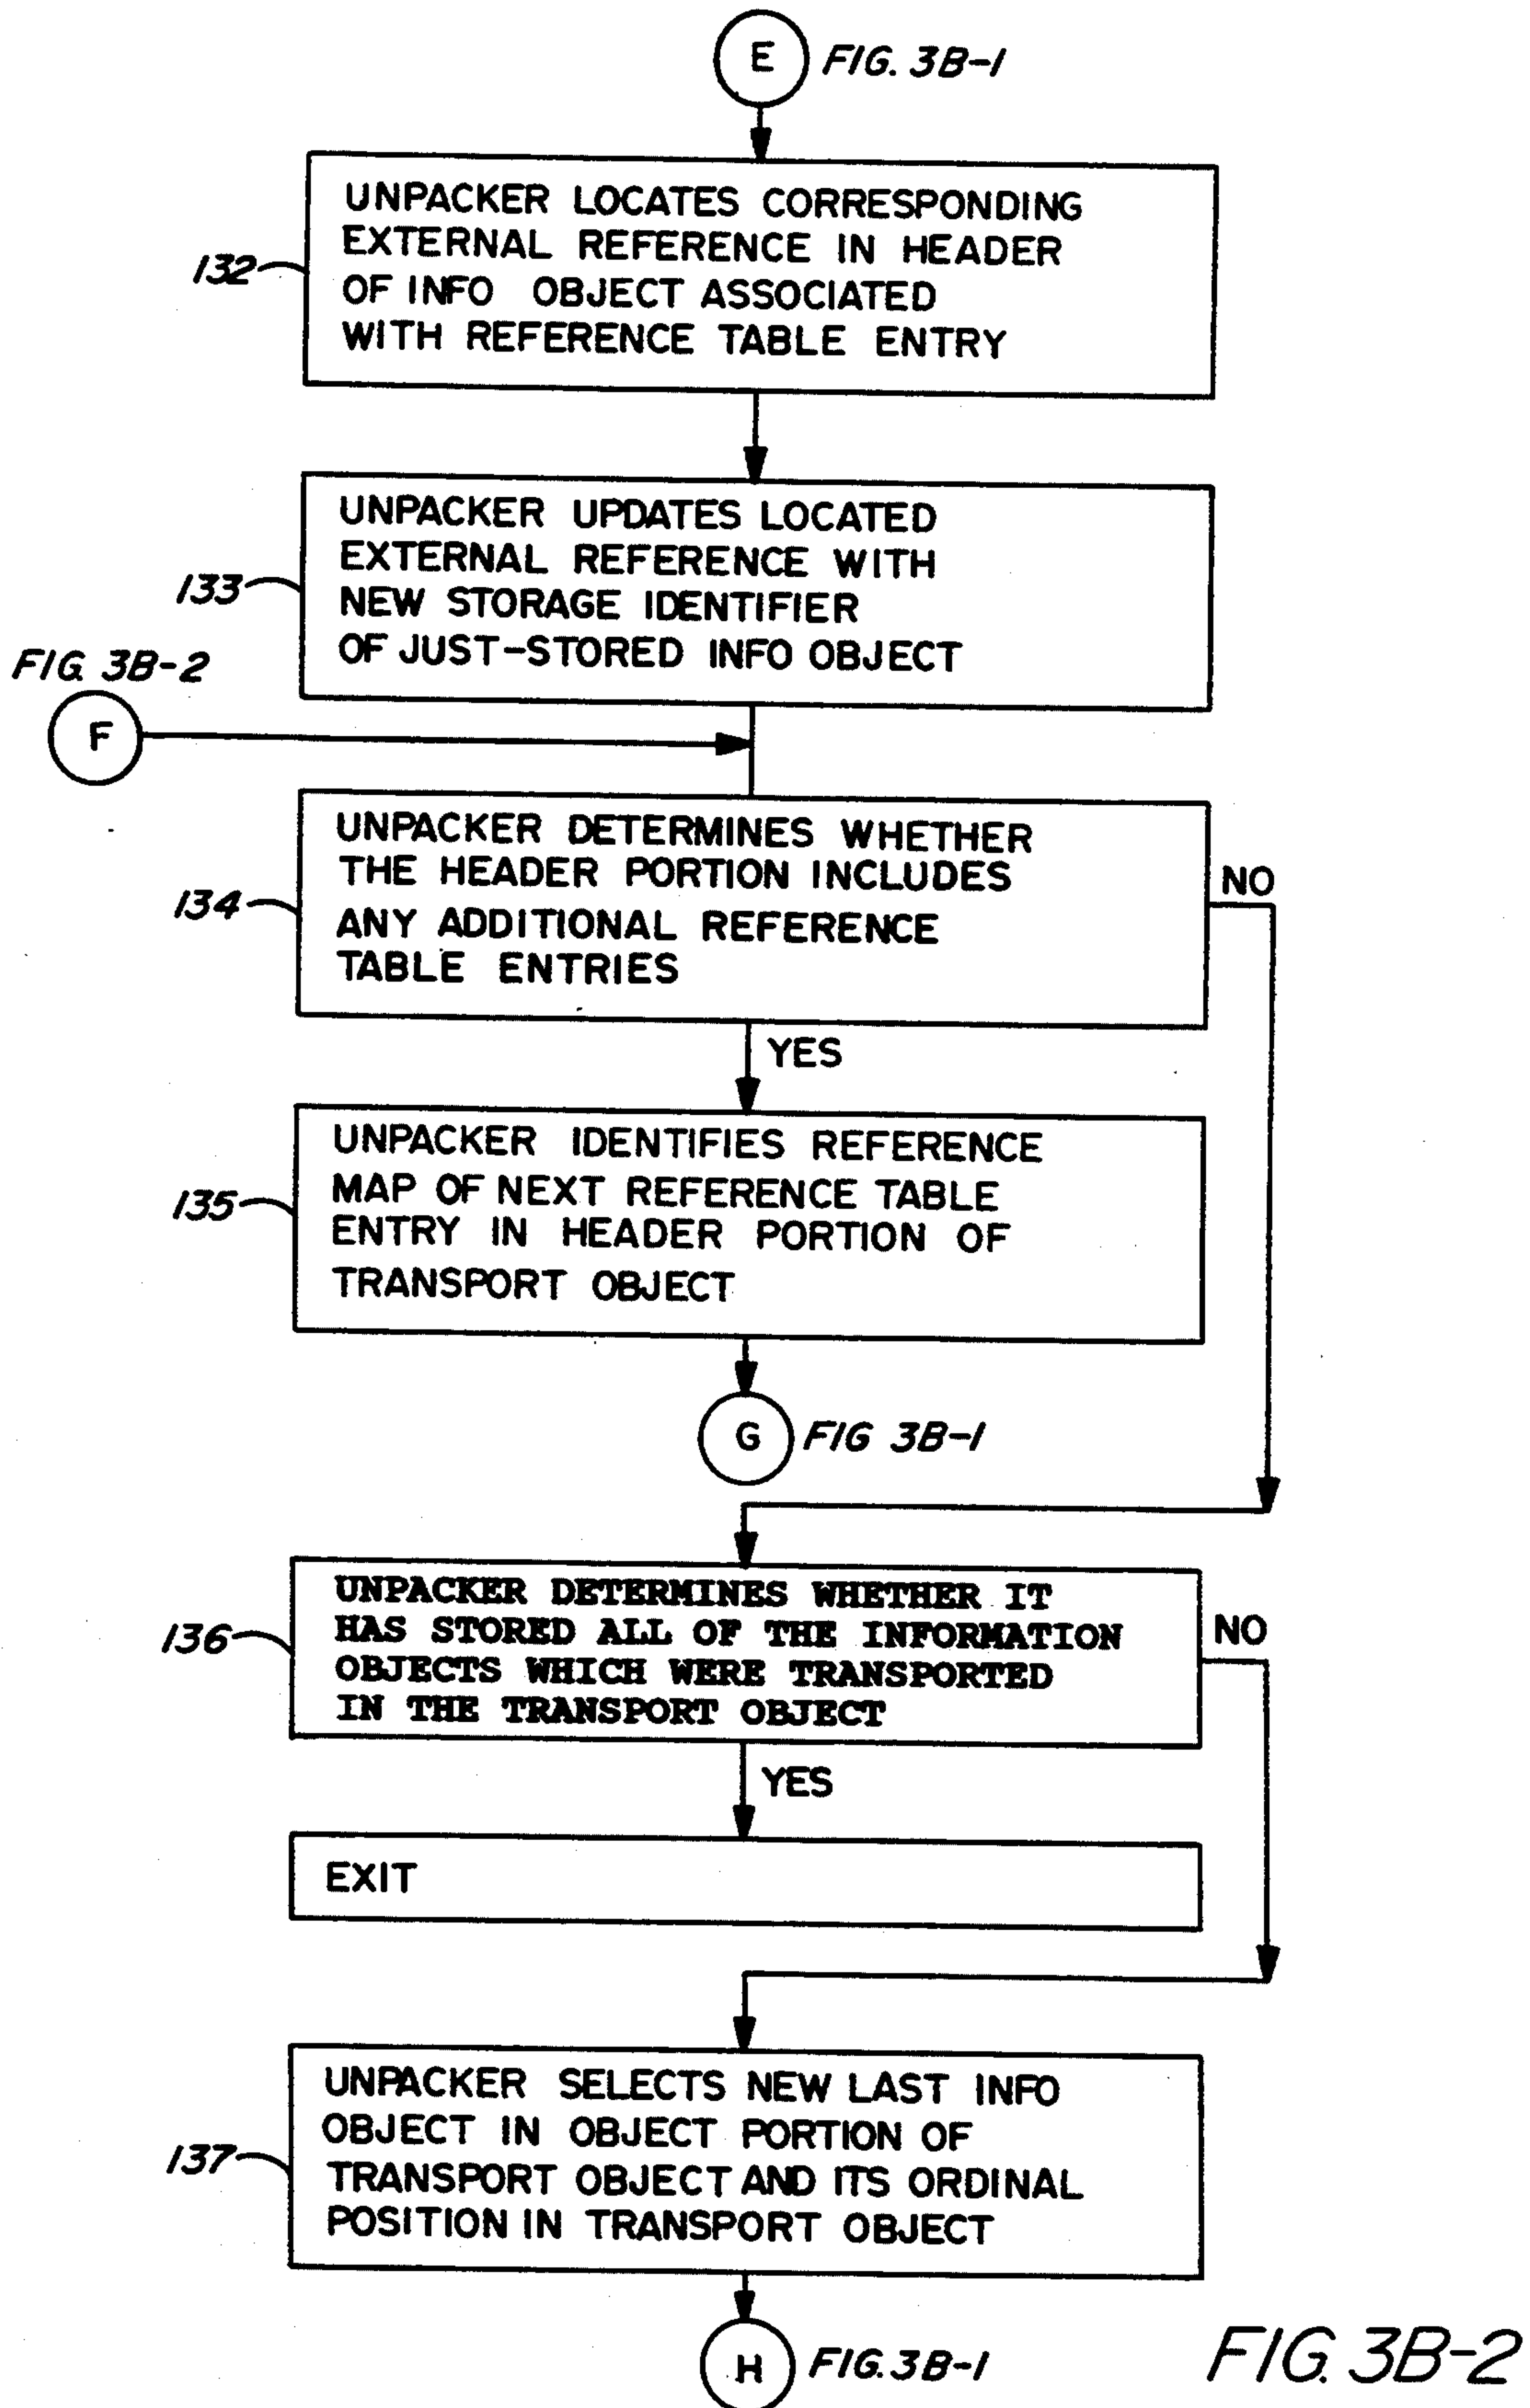 E FIG. 3B-1
UNPACKER LOCATES CORRESPONDING
EXTERNAL REFERENCE IN HEADER
OF INFO OBJECT ASSOCIATED
WITH REFERENCE TABLE ENTRY
132
UNPACKER UPDATES LOCATED
EXTERNAL REFERENCE WITH
NEW STORAGE IDENTIFIER
OF JUST-STORED INFO OBJECT
133
FIG. 3B-2
F
UNPACKER DETERMINES WHETHER
THE HEADER PORTION INCLUDES
ANY ADDITIONAL REFERENCE
TABLE ENTRIES
134
NO
YES
UNPACKER IDENTIFIES REFERENCE
MAP OF NEXT REFERENCE TABLE
ENTRY IN HEADER PORTION OF
TRANSPORT OBJECT
135
G FIG 3B-1
UNPACKER DETERMINES WHETHER IT
HAS STORED ALL OF THE INFORMATION
OBJECTS WHICH WERE TRANSPORTED
IN THE TRANSPORT OBJECT
136
NO
YES
EXIT
UNPACKER SELECTS NEW LAST INFO
OBJECT IN OBJECT PORTION OF
TRANSPORT OBJECT AND ITS ORDINAL
POSITION IN TRANSPORT OBJECT
137
H FIG. 3B-1
FIG. 3B-2